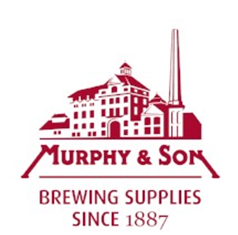 MURPHY & SON
BREWING SUPPLIES
SINCE 1887